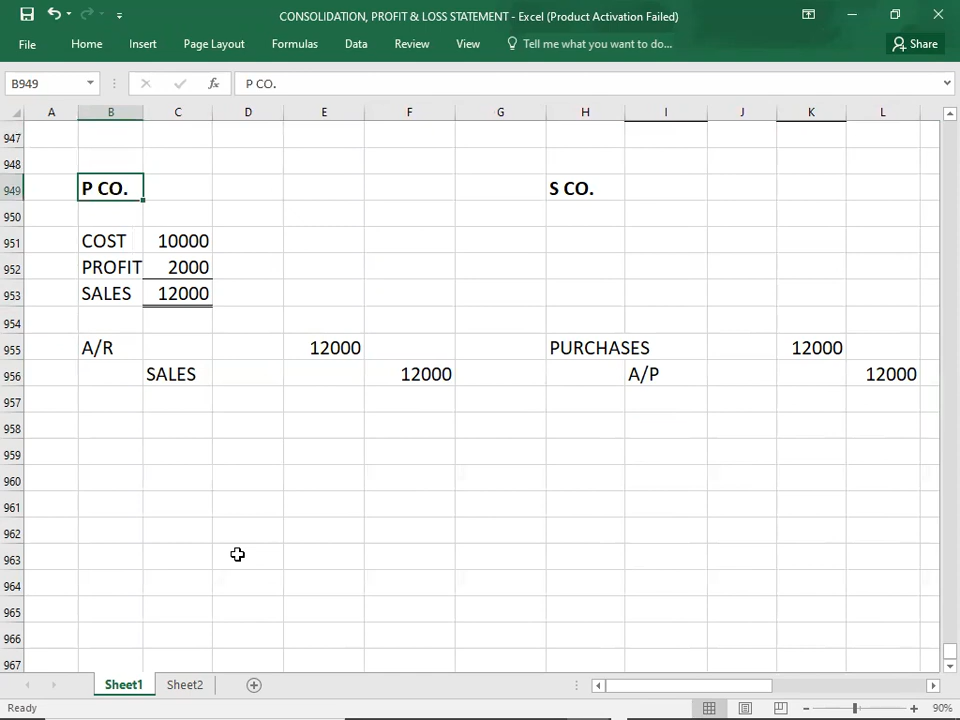 CONSOLIDATION, PROFIT & LOSS STATEMENT - Excel (Product Activation Failed)
File Home Insert Page Layout Formulas Data Review View Tell me what you want to do... Share
B949 fx P CO.
A B C D E F G H I J K L
947
948
949 P CO. S CO.
950
951 COST 10000
952 PROFIT 2000
953 SALES 12000
954
955 A/R 12000 PURCHASES 12000
956 SALES 12000 A/P 12000
957
958
959
960
961
962
963
964
965
966
967
Sheet1 Sheet2
Ready 90%